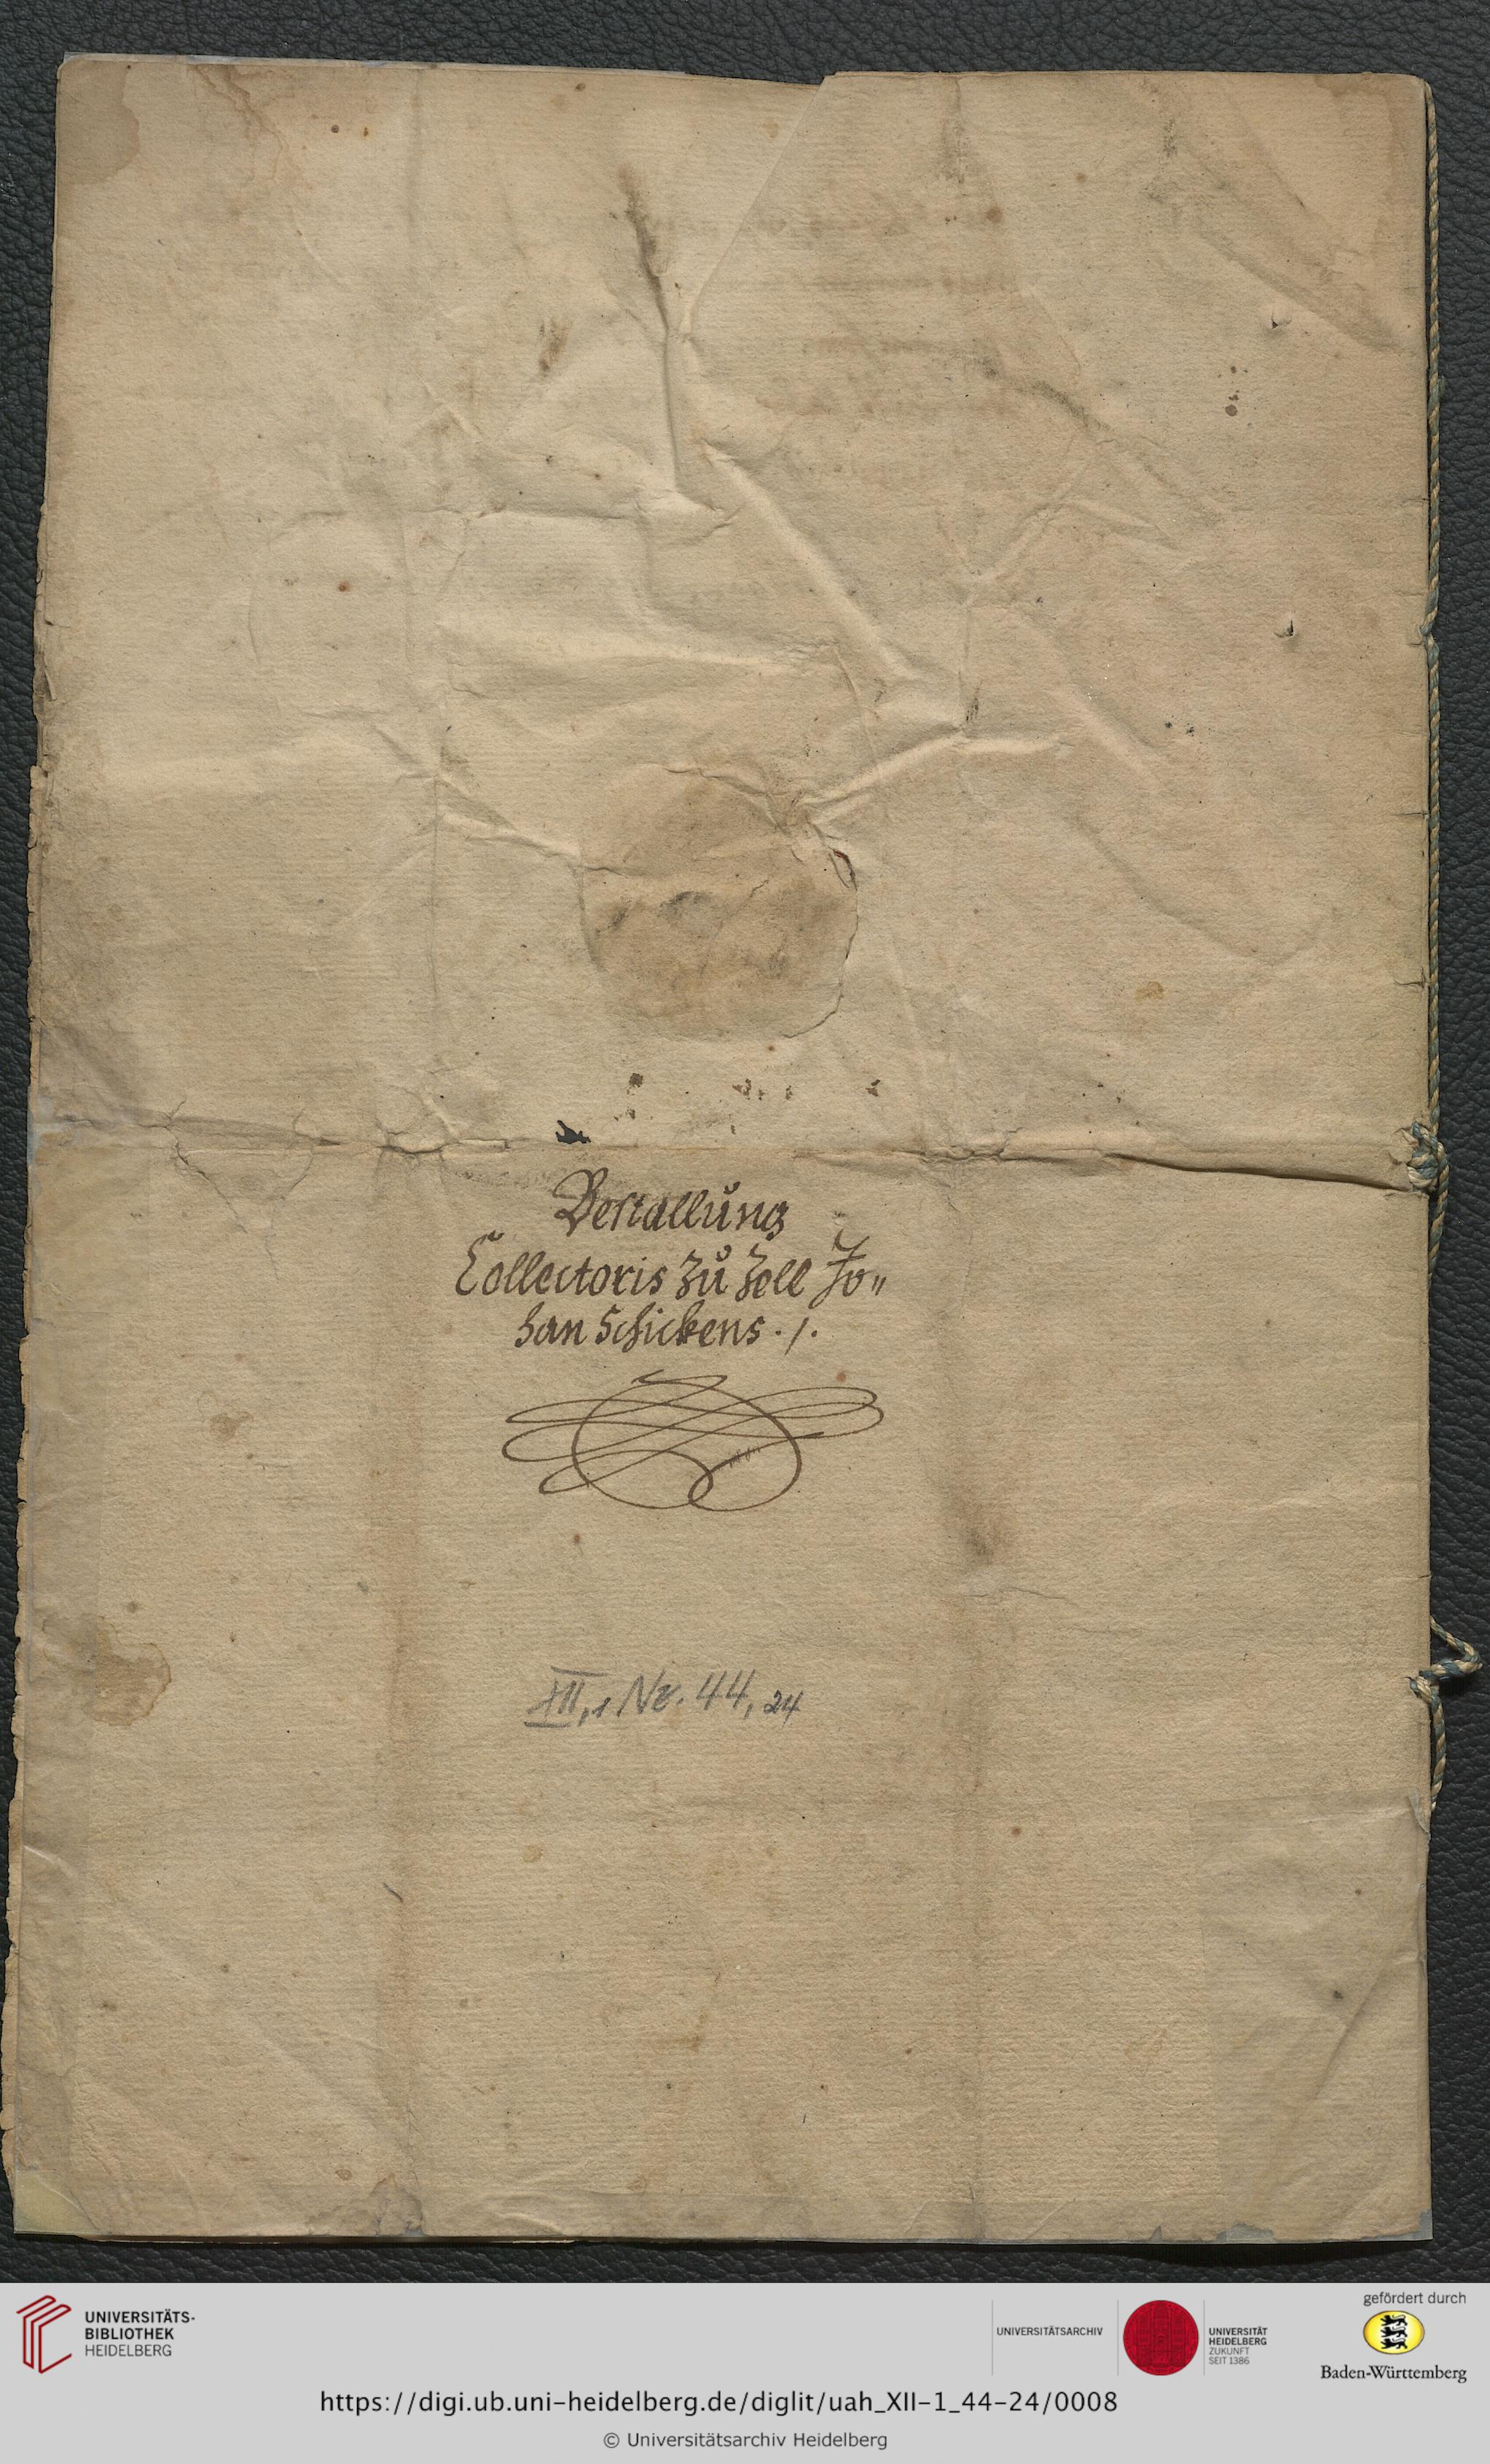 Bestallung
Collectoris zu Zell Jo„
han Schickens ./.
XII,1 Nr. 44, 24
UNIVERSITÄTS-
BIBLIOTHEK
HEIDELBERG
UNIVERSITÄTSARCHIV
UNIVERSITÄT
HEIDELBERG
ZUKUNFT
SEIT 1386
gefördert durch
Baden-Württemberg
https://digi.ub.uni-heidelberg.de/diglit/uah_XII-1_44-24/0008
© Universitätsarchiv Heidelberg